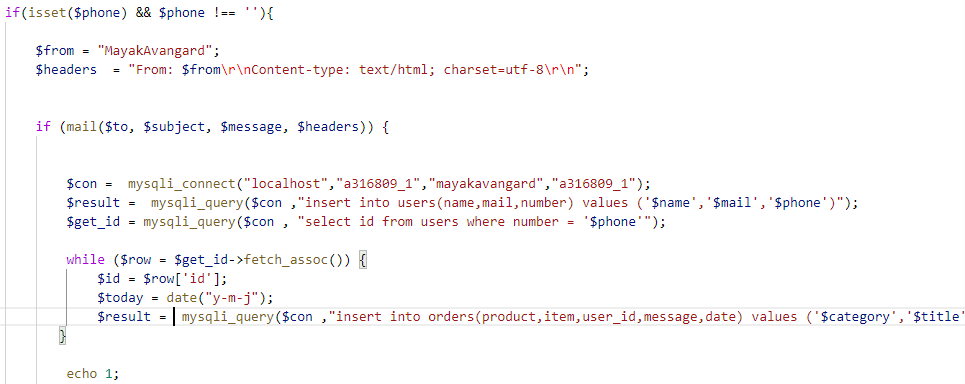 if(isset($phone) && $phone !== ''){
$from = "MayakAvangard";
$headers  = "From: $from\r\nContent-type: text/html; charset=utf-8\r\n";
if (mail($to, $subject, $message, $headers)) {
$con =  mysqli_connect("localhost","a316809_1","mayakavangard","a316809_1");
$result =  mysqli_query($con ,"insert into users(name,mail,number) values ('$name','$mail','$phone')");
$get_id = mysqli_query($con , "select id from users where number = '$phone'");
while ($row = $get_id->fetch_assoc()) {
$id = $row['id'];
$today = date("y-m-j");
$result =  mysqli_query($con ,"insert into orders(product,item,user_id,message,date) values ('$category','$title'
}
echo 1;